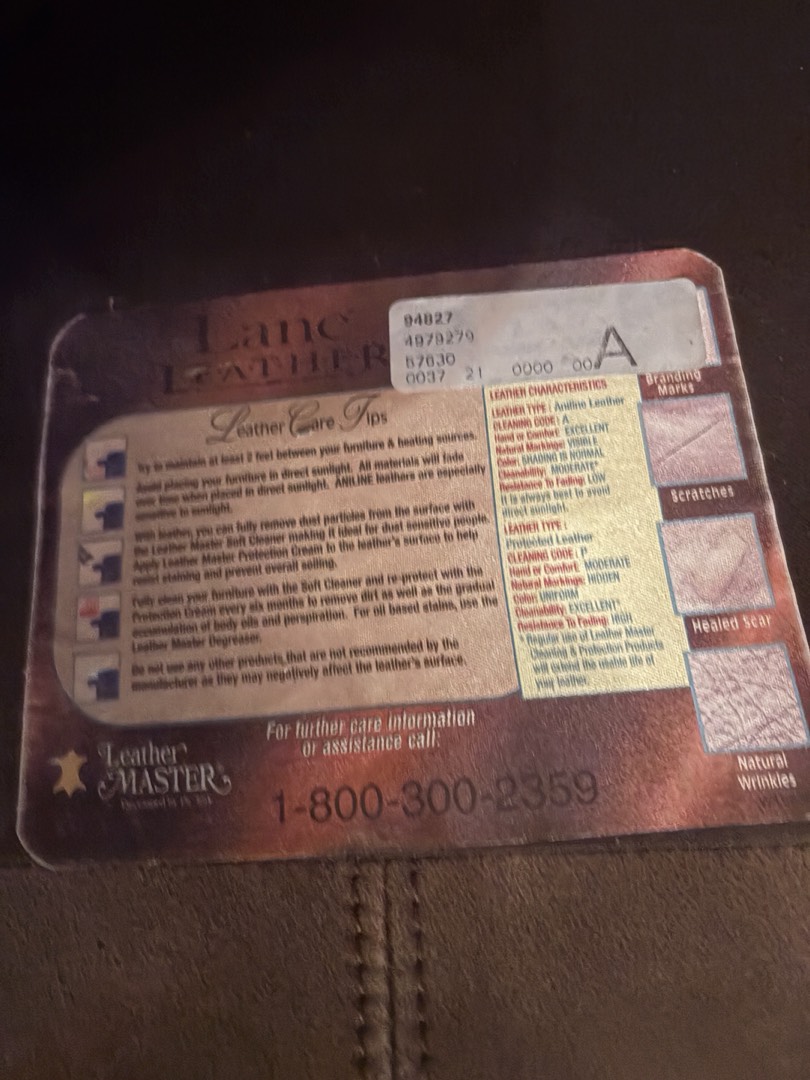 Lane
LEATHER
94827
4979279
57630
0037 21 0000 00 A
Branding
Marks
Leather Care Tips
Try to maintain at least 2 feel between your furniture & heating sources.
Avoid placing your furniture in direct sunlight. All materials will fade
over time when placed in direct sunlight. ANILINE leathers are especially
sensitive to sunlight.
With leather, you can fully remove dust particles from the surface with
the Leather Master Soft Cleaner making it ideal for dust sensitive people.
Apply Leather Master Protection Cream to the leather's surface to help
resist staining and prevent overall soiling.
Fully clean your furniture with the Soft Cleaner and re-protect with the
Protection Cream every six months to remove dirt as well as the gradual
accumulation of body oils and perspiration. For oil based stains, use the
Leather Master Degreaser.
Do not use any other products, that are not recommended by the
manufacturer as they may negatively affect the leather's surface.
LEATHER CHARACTERISTICS
LEATHER TYPE : Aniline Leather
CLEANING CODE : A
Hand or Comfort: EXCELLENT
Natural Markings: VISIBLE
Color: SHADING IS NORMAL
Cleanability: MODERATE*
Resistance To Fading: LOW
It is always best to avoid
direct sunlight.
LEATHER TYPE :
Protected Leather
CLEANING CODE : P
Hand or Comfort: MODERATE
Natural Markings: HIDDEN
Color: UNIFORM
Cleanability: EXCELLENT*
Resistance To Fading: HIGH
* Regular use of Leather Master
Cleaning & Protection Products
will extend the usable life of
your leather.
Scratches
Healed Scar
Natural
Wrinkles
For further care information
or assistance call:
Leather
MASTER
1-800-300-2359